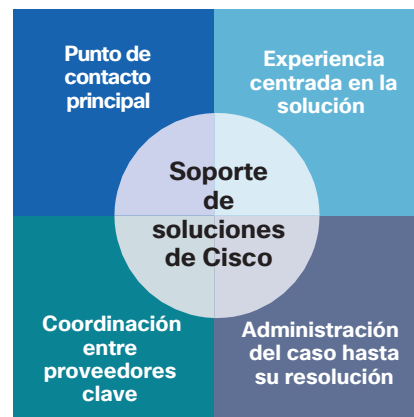 Punto de
contacto
principal
Experiencia
centrada en la
solución
Soporte
de
soluciones
de Cisco
Coordinación
entre
proveedores
clave
Administración
del caso hasta
su resolución